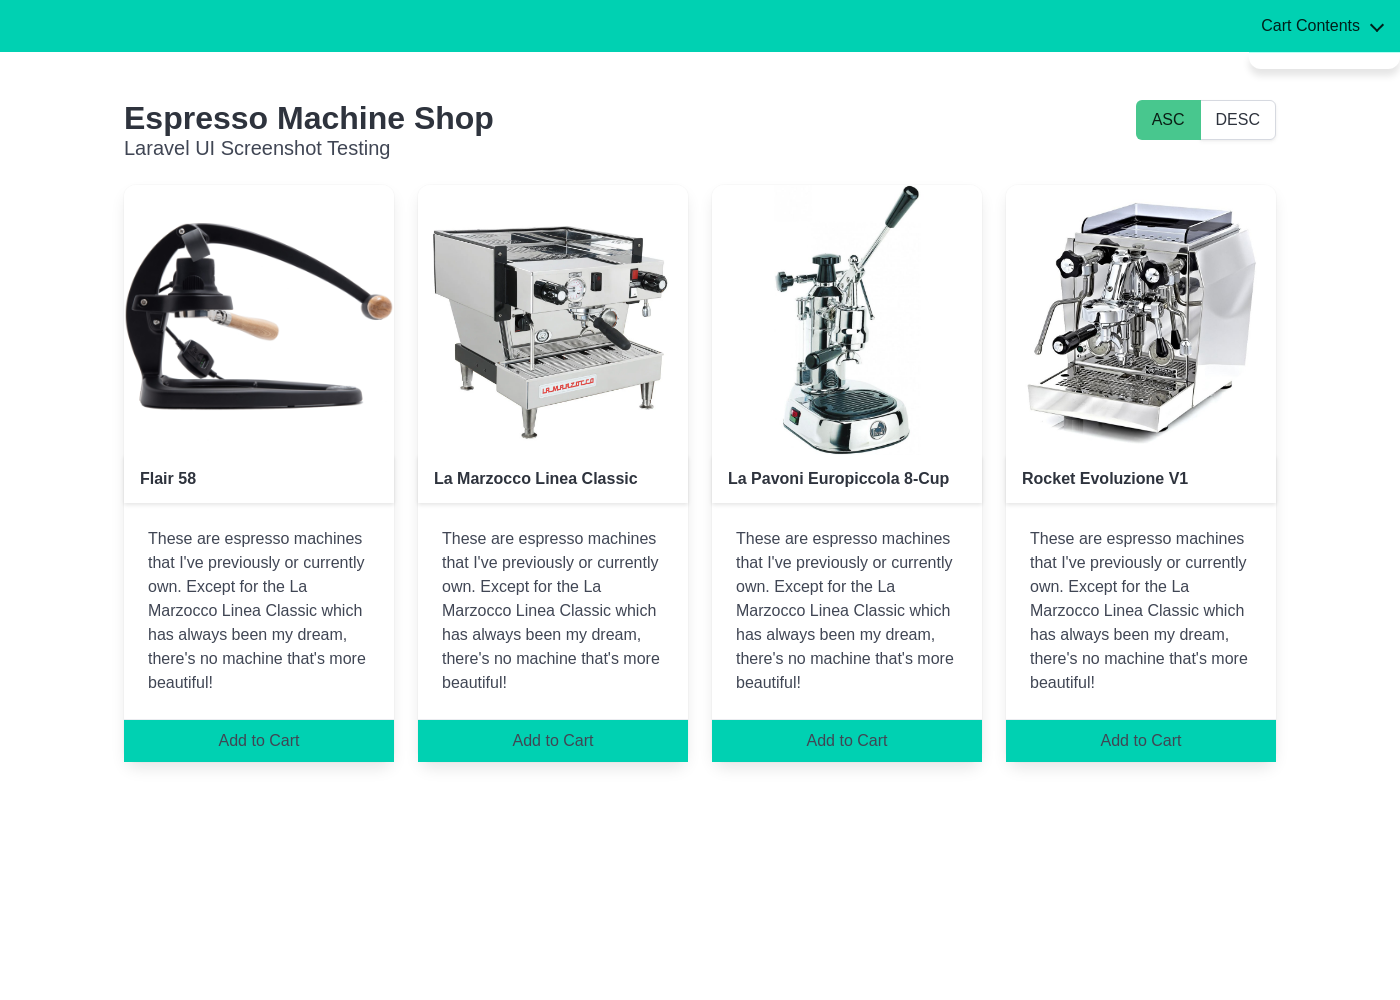 Cart Contents
Espresso Machine Shop
Laravel UI Screenshot Testing
ASC
DESC
LA MARZOCCO
Flair 58
La Marzocco Linea Classic
La Pavoni Europiccola 8-Cup
Rocket Evoluzione V1
These are espresso machines
that I've previously or currently
own. Except for the La
Marzocco Linea Classic which
has always been my dream,
there's no machine that's more
beautiful!
These are espresso machines
that I've previously or currently
own. Except for the La
Marzocco Linea Classic which
has always been my dream,
there's no machine that's more
beautiful!
These are espresso machines
that I've previously or currently
own. Except for the La
Marzocco Linea Classic which
has always been my dream,
there's no machine that's more
beautiful!
These are espresso machines
that I've previously or currently
own. Except for the La
Marzocco Linea Classic which
has always been my dream,
there's no machine that's more
beautiful!
Add to Cart
Add to Cart
Add to Cart
Add to Cart